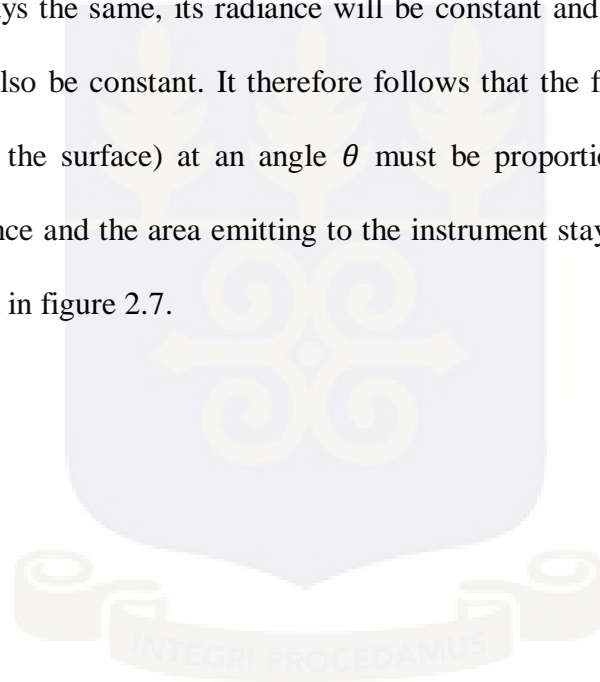 ys the same, its radiance will be constant and
lso be constant. It therefore follows that the f
the surface) at an angle θ must be proportio
nce and the area emitting to the instrument stay
in figure 2.7.
INTEGRI PROCEDAMUS